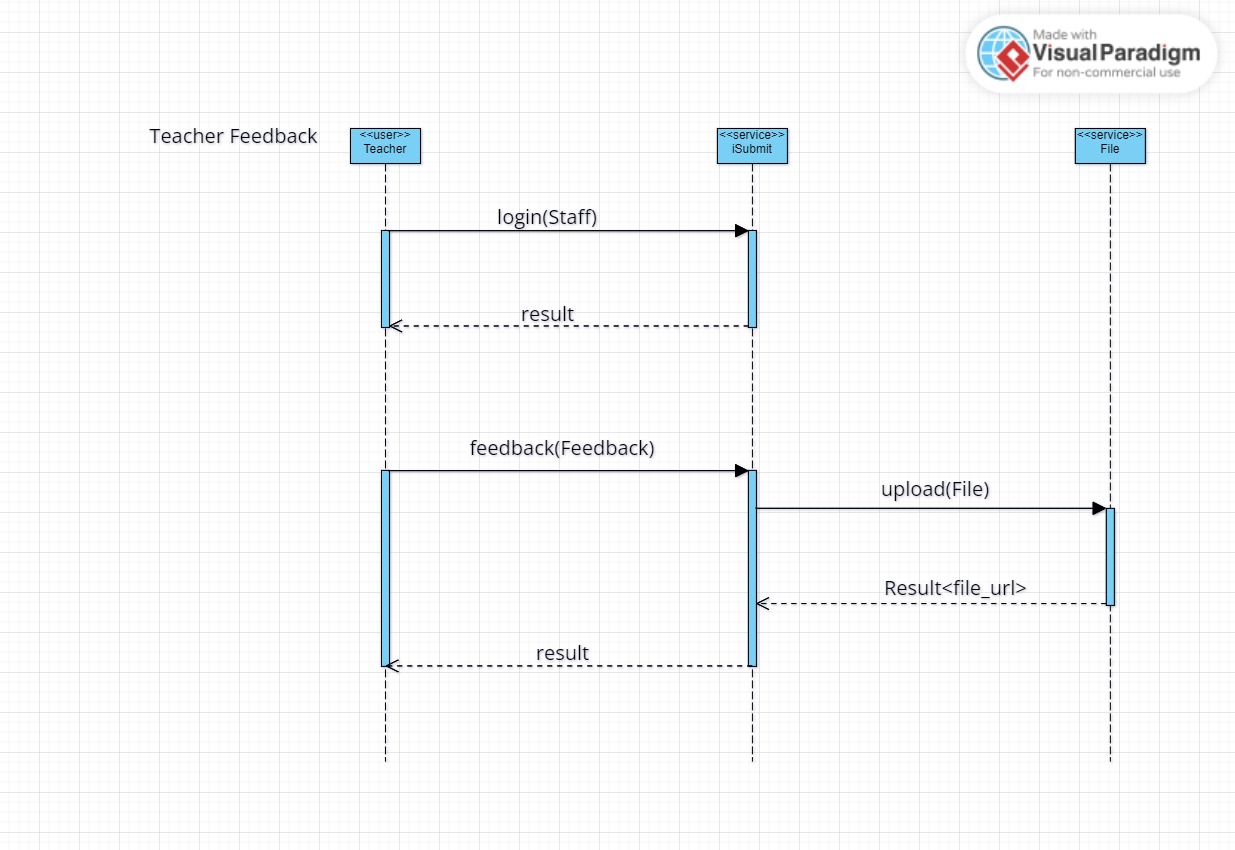 Made with
Visual Paradigm
For non-commercial use
Teacher Feedback
<<user>>
Teacher
<<service>>
iSubmit
<<service>>
File
login(Staff)
result
feedback(Feedback)
upload(File)
Result<file_url>
result